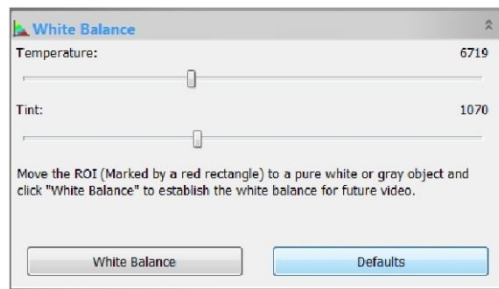 White Balance
Temperature: 6719
Tint: 1070
Move the ROI (Marked by a red rectangle) to a pure white or gray object and
click "White Balance" to establish the white balance for future video.
White Balance Defaults